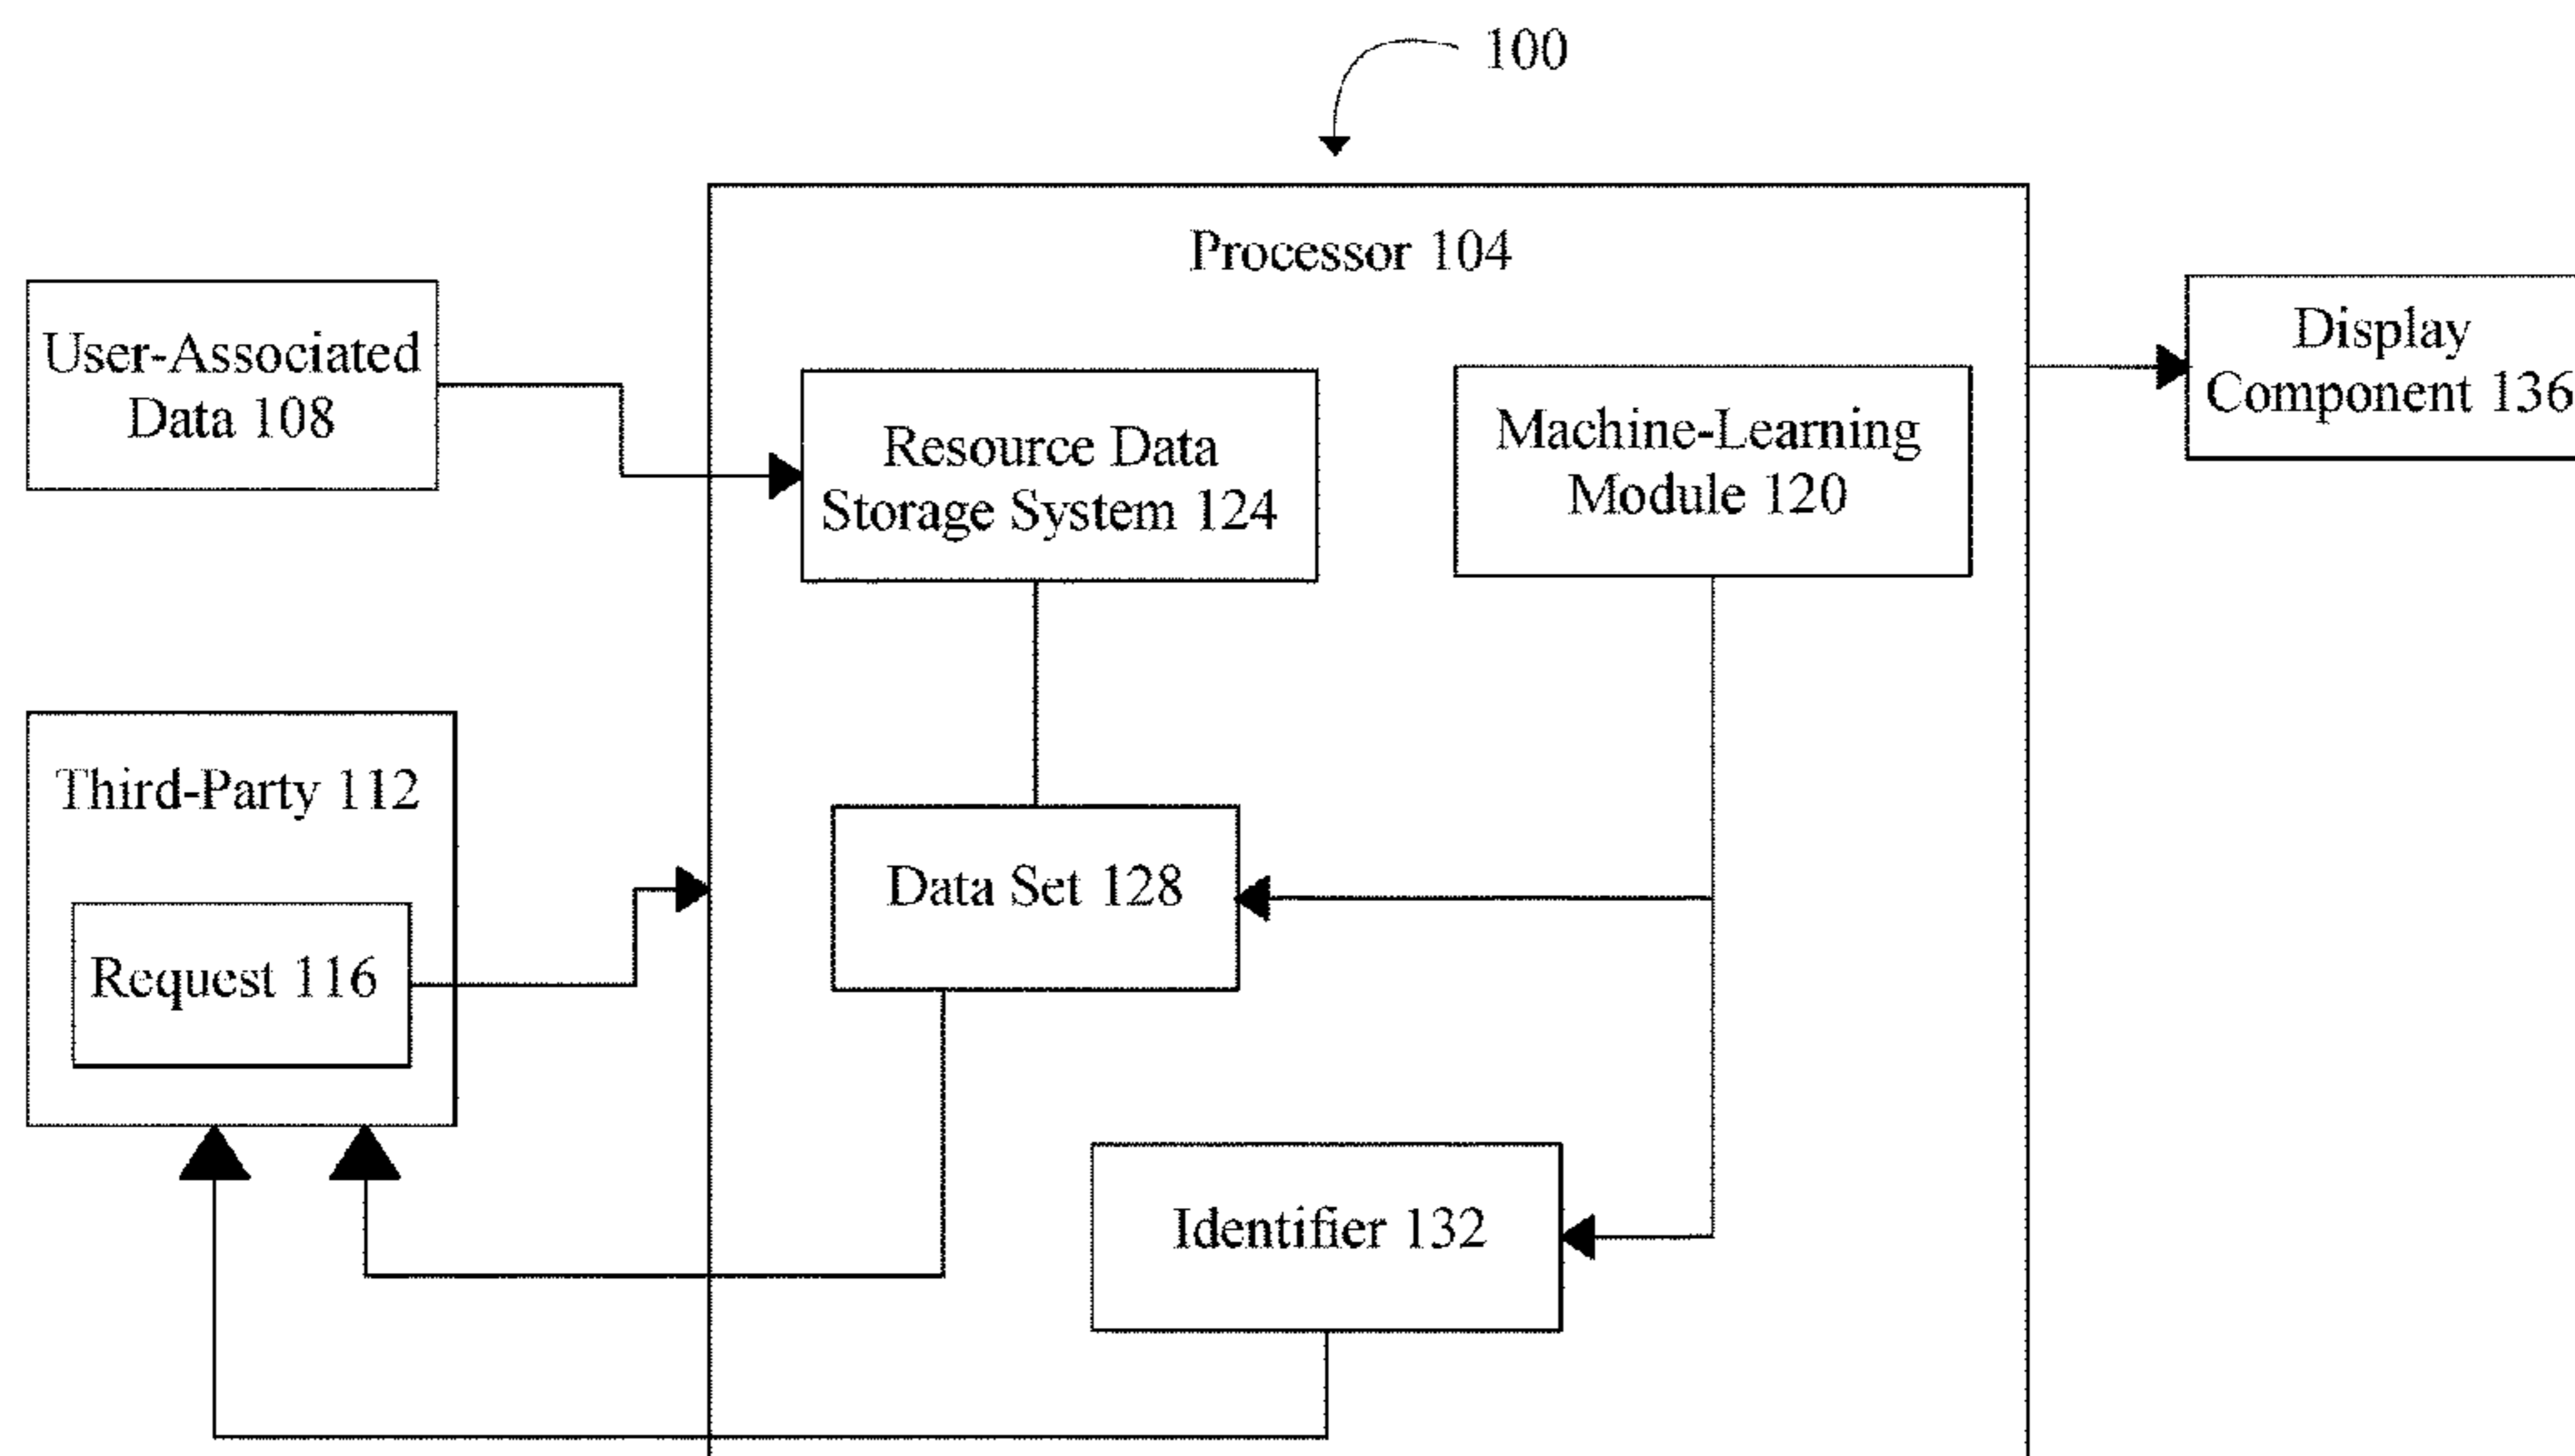 100
Processor 104
User-Associated
Data 108
Resource Data
Storage System 124
Machine-Learning
Module 120
Display
Component 136
Third-Party 112
Request 116
Data Set 128
Identifier 132